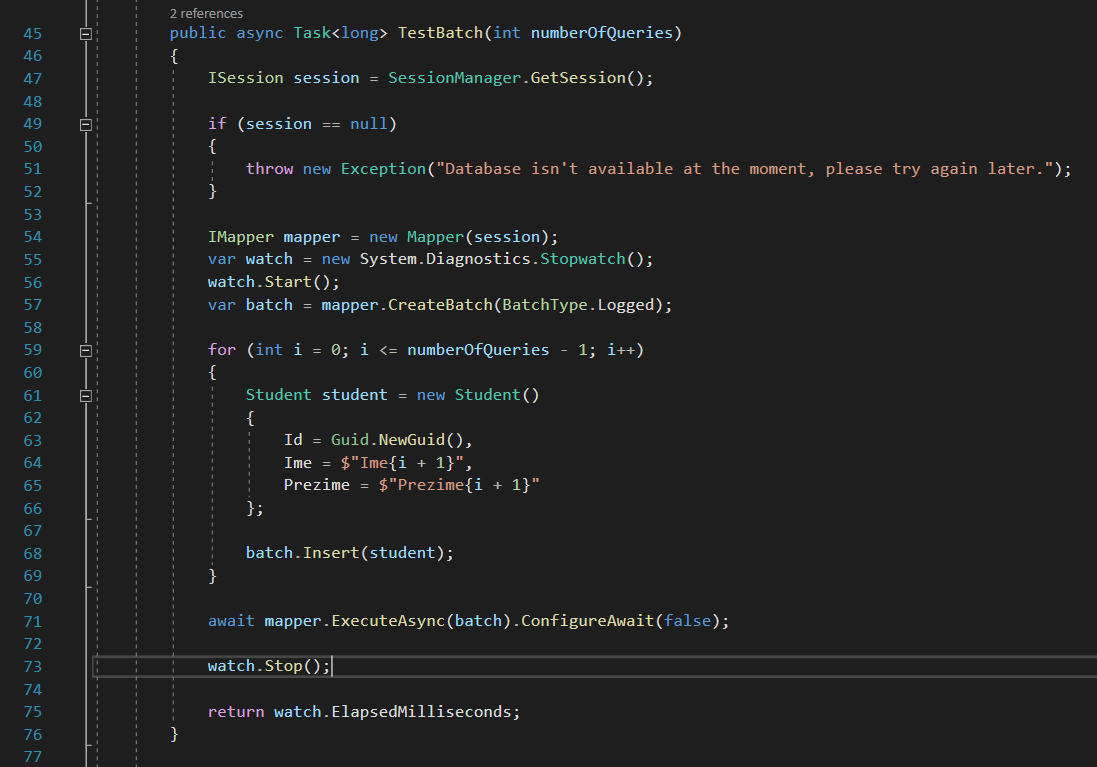 2 references
45 public async Task<long> TestBatch(int numberOfQueries)
46 {
47 ISession session = SessionManager.GetSession();
48
49 if (session == null)
50 {
51 throw new Exception("Database isn't available at the moment, please try again later.");
52 }
53
54 IMapper mapper = new Mapper(session);
55 var watch = new System.Diagnostics.Stopwatch();
56 watch.Start();
57 var batch = mapper.CreateBatch(BatchType.Logged);
58
59 for (int i = 0; i <= numberOfQueries - 1; i++)
60 {
61 Student student = new Student()
62 {
63 Id = Guid.NewGuid(),
64 Ime = $"Ime{i + 1}",
65 Prezime = $"Prezime{i + 1}"
66 };
67
68 batch.Insert(student);
69 }
70
71 await mapper.ExecuteAsync(batch).ConfigureAwait(false);
72
73 watch.Stop();
74
75 return watch.ElapsedMilliseconds;
76 }
77